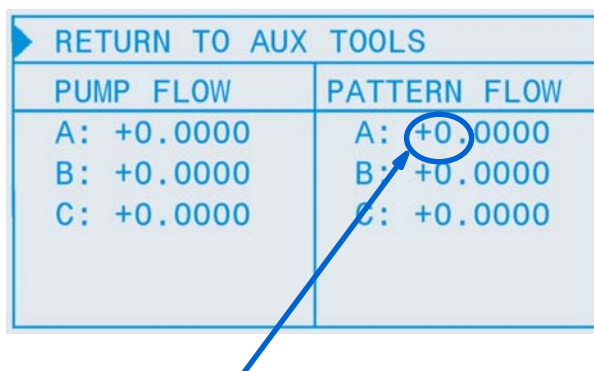 RETURN TO AUX TOOLS
PUMP FLOW PATTERN FLOW
A: +0.0000 A: +0.0000
B: +0.0000 B: +0.0000
C: +0.0000 C: +0.0000